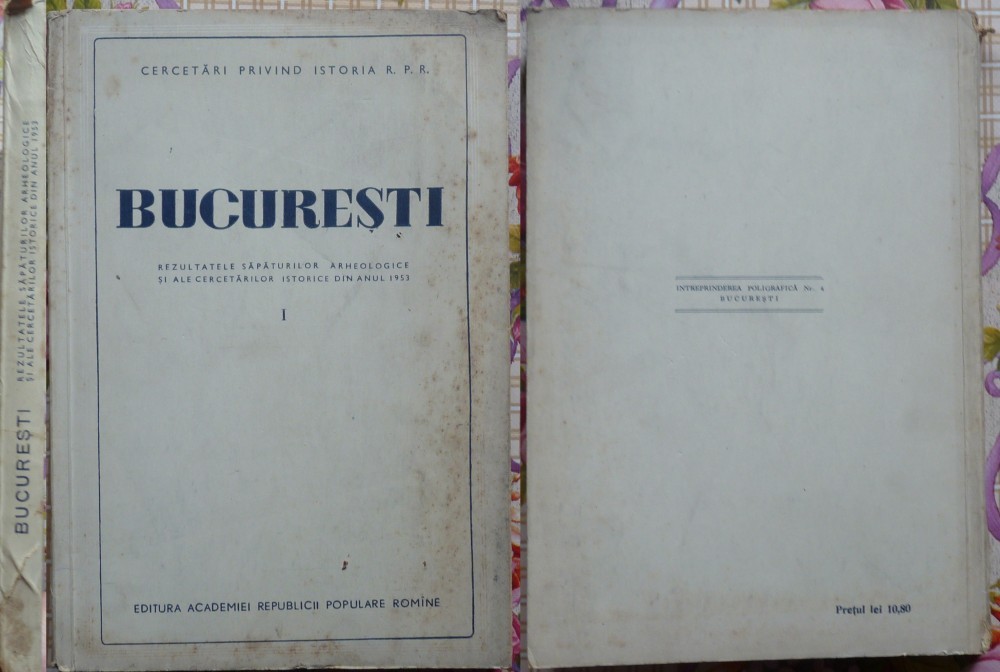 BUCUREȘTI
REZULTATELE SĂPĂTURILOR ARHEOLOGICE
ȘI ALE CERCETĂRILOR ISTORICE DIN ANUL 1953
CERCETĂRI PRIVIND ISTORIA R. P. R.
BUCUREȘTI
REZULTATELE SĂPĂTURILOR ARHEOLOGICE
ȘI ALE CERCETĂRILOR ISTORICE DIN ANUL 1953
I
EDITURA ACADEMIEI REPUBLICII POPULARE ROMÎNE
INTREPRINDEREA POLIGRAFICĂ Nr. 4
BUCUREȘTI
Prețul lei 10,80